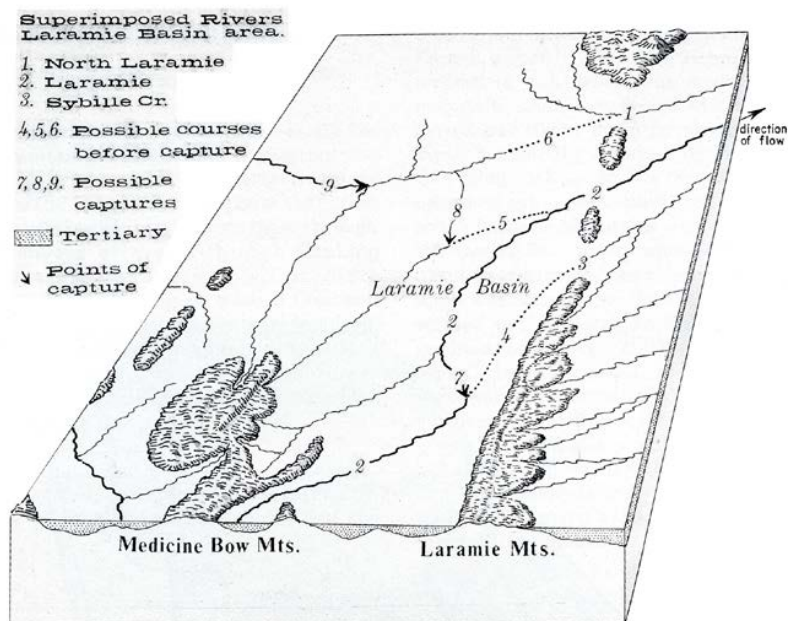 Superimposed Rivers
Laramie Basin area.
1. North Laramie
2. Laramie
3. Sybille Cr.
4,5,6. Possible courses
before capture
7,8,9. Possible
captures
Tertiary
Points of
capture
1
direction
of flow
6
2
9
8
5
3
Laramie Basin
2
4
7
2
Medicine Bow Mts.
Laramie Mts.